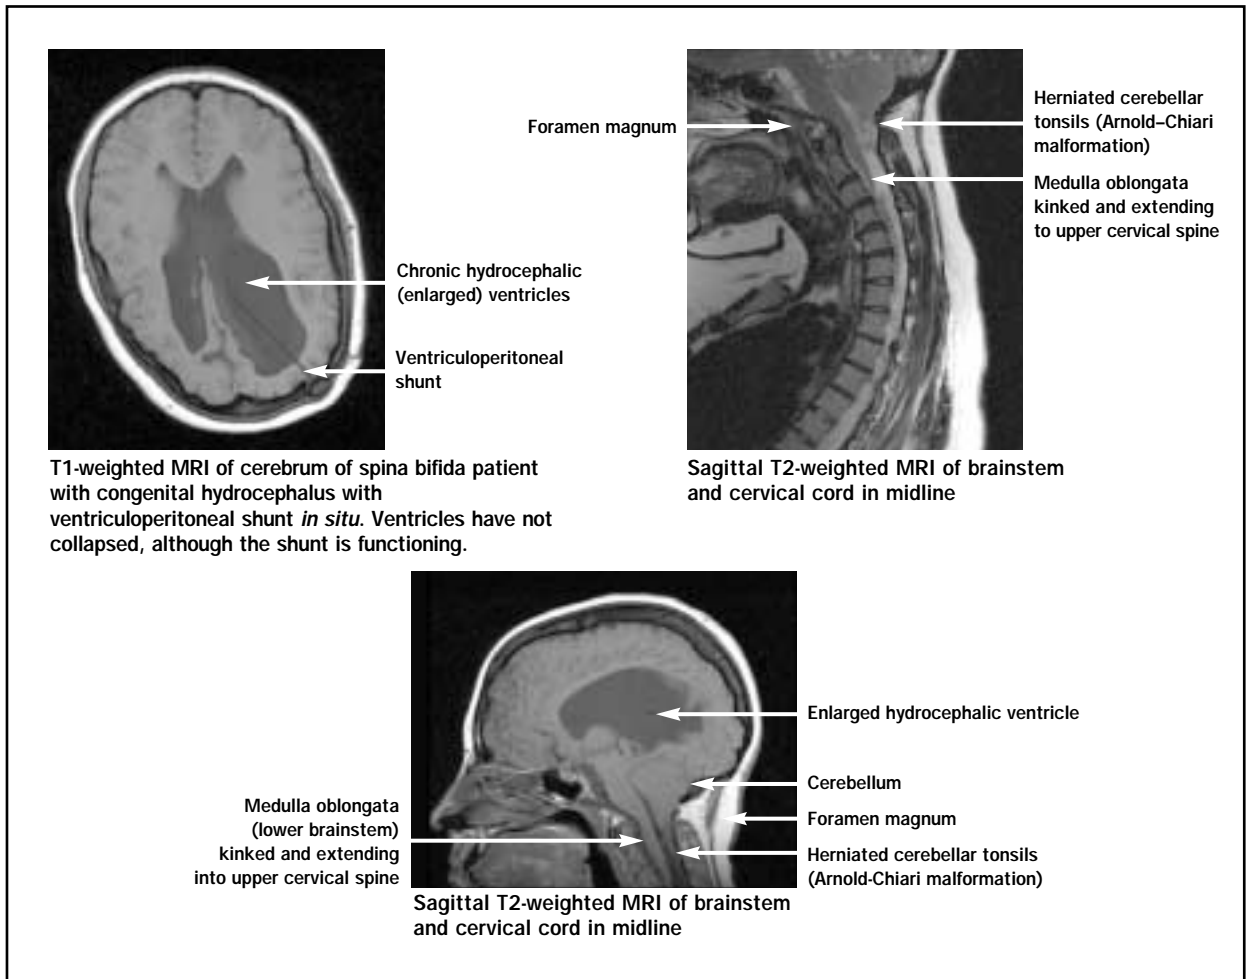 Foramen magnum
Herniated cerebellar
tonsils (Arnold–Chiari
malformation)
Medulla oblongata
kinked and extending
to upper cervical spine
Chronic hydrocephalic
(enlarged) ventricles
Ventriculoperitoneal
shunt
T1-weighted MRI of cerebrum of spina bifida patient
with congenital hydrocephalus with
ventriculoperitoneal shunt in situ. Ventricles have not
collapsed, although the shunt is functioning.
Sagittal T2-weighted MRI of brainstem
and cervical cord in midline
Enlarged hydrocephalic ventricle
Cerebellum
Foramen magnum
Herniated cerebellar tonsils
(Arnold-Chiari malformation)
Medulla oblongata
(lower brainstem)
kinked and extending
into upper cervical spine
Sagittal T2-weighted MRI of brainstem
and cervical cord in midline